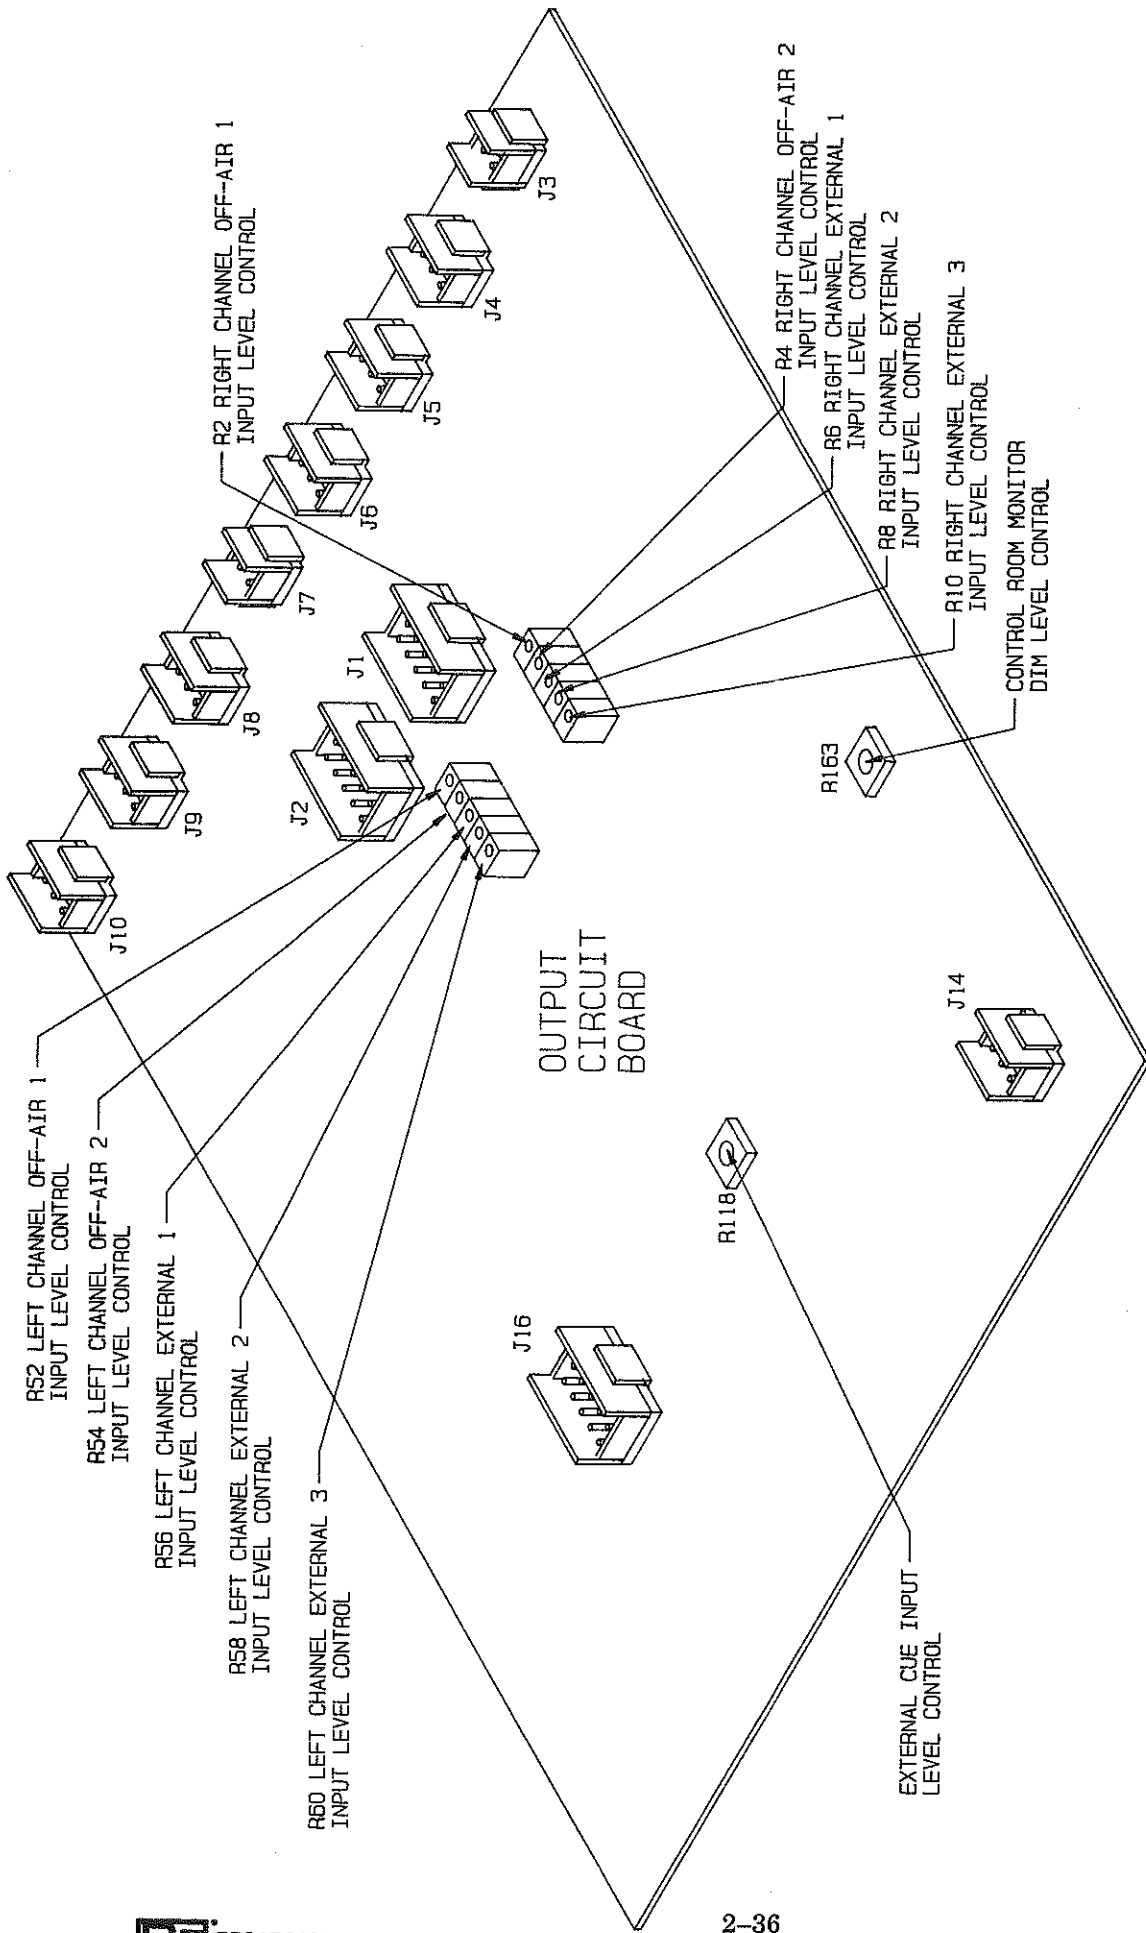 R52 LEFT CHANNEL OFF-AIR 1
INPUT LEVEL CONTROL
R54 LEFT CHANNEL OFF-AIR 2
INPUT LEVEL CONTROL
R56 LEFT CHANNEL EXTERNAL 1
INPUT LEVEL CONTROL
R58 LEFT CHANNEL EXTERNAL 2
INPUT LEVEL CONTROL
R60 LEFT CHANNEL EXTERNAL 3
INPUT LEVEL CONTROL
R2 RIGHT CHANNEL OFF-AIR 1
INPUT LEVEL CONTROL
J10
J9
J8
J7
J6
J5
J4
J3
J2
J1
R4 RIGHT CHANNEL OFF-AIR 2
INPUT LEVEL CONTROL
R6 RIGHT CHANNEL EXTERNAL 1
INPUT LEVEL CONTROL
R8 RIGHT CHANNEL EXTERNAL 2
INPUT LEVEL CONTROL
R10 RIGHT CHANNEL EXTERNAL 3
INPUT LEVEL CONTROL
CONTROL ROOM MONITOR
DIM LEVEL CONTROL
OUTPUT
CIRCUIT
BOARD
J16
R118
R163
J14
EXTERNAL CUE INPUT
LEVEL CONTROL
2-36